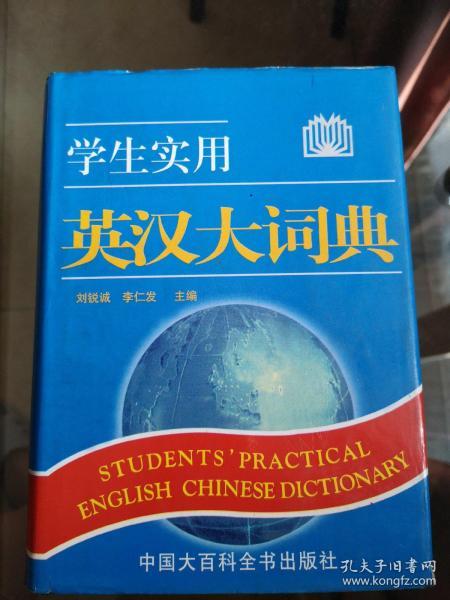 学生实用
英汉大词典
刘锐诚 李仁发 主编
STUDENTS' PRACTICAL
ENGLISH CHINESE DICTIONARY
中国大百科全书出版社
孔夫子旧书网
www.kongfz.com